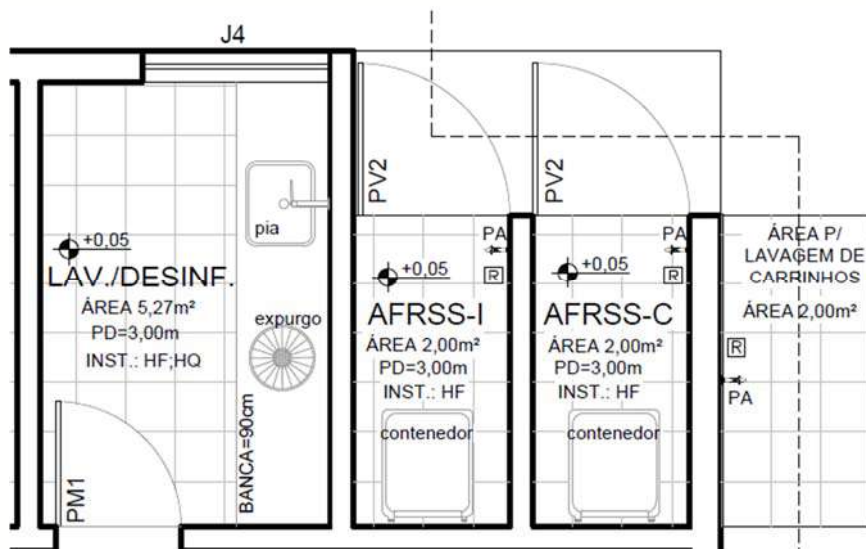 J4
PV2
PV2
pia
+0.05
LAV./DESINF.
ÁREA 5,27m²
PD=3,00m
INST.: HF;HQ
expurgo
BANCA=90cm
PM1
PA
R
+0,05
AFRSS-I
ÁREA 2,00m²
PD=3,00m
INST.: HF
contenedor
PA
R
+0,05
AFRSS-C
ÁREA 2,00m²
PD=3,00m
INST.: HF
contenedor
ÁREA P/
LAVAGEM DE
CARRINHOS
ÁREA 2,00m²
R
PA